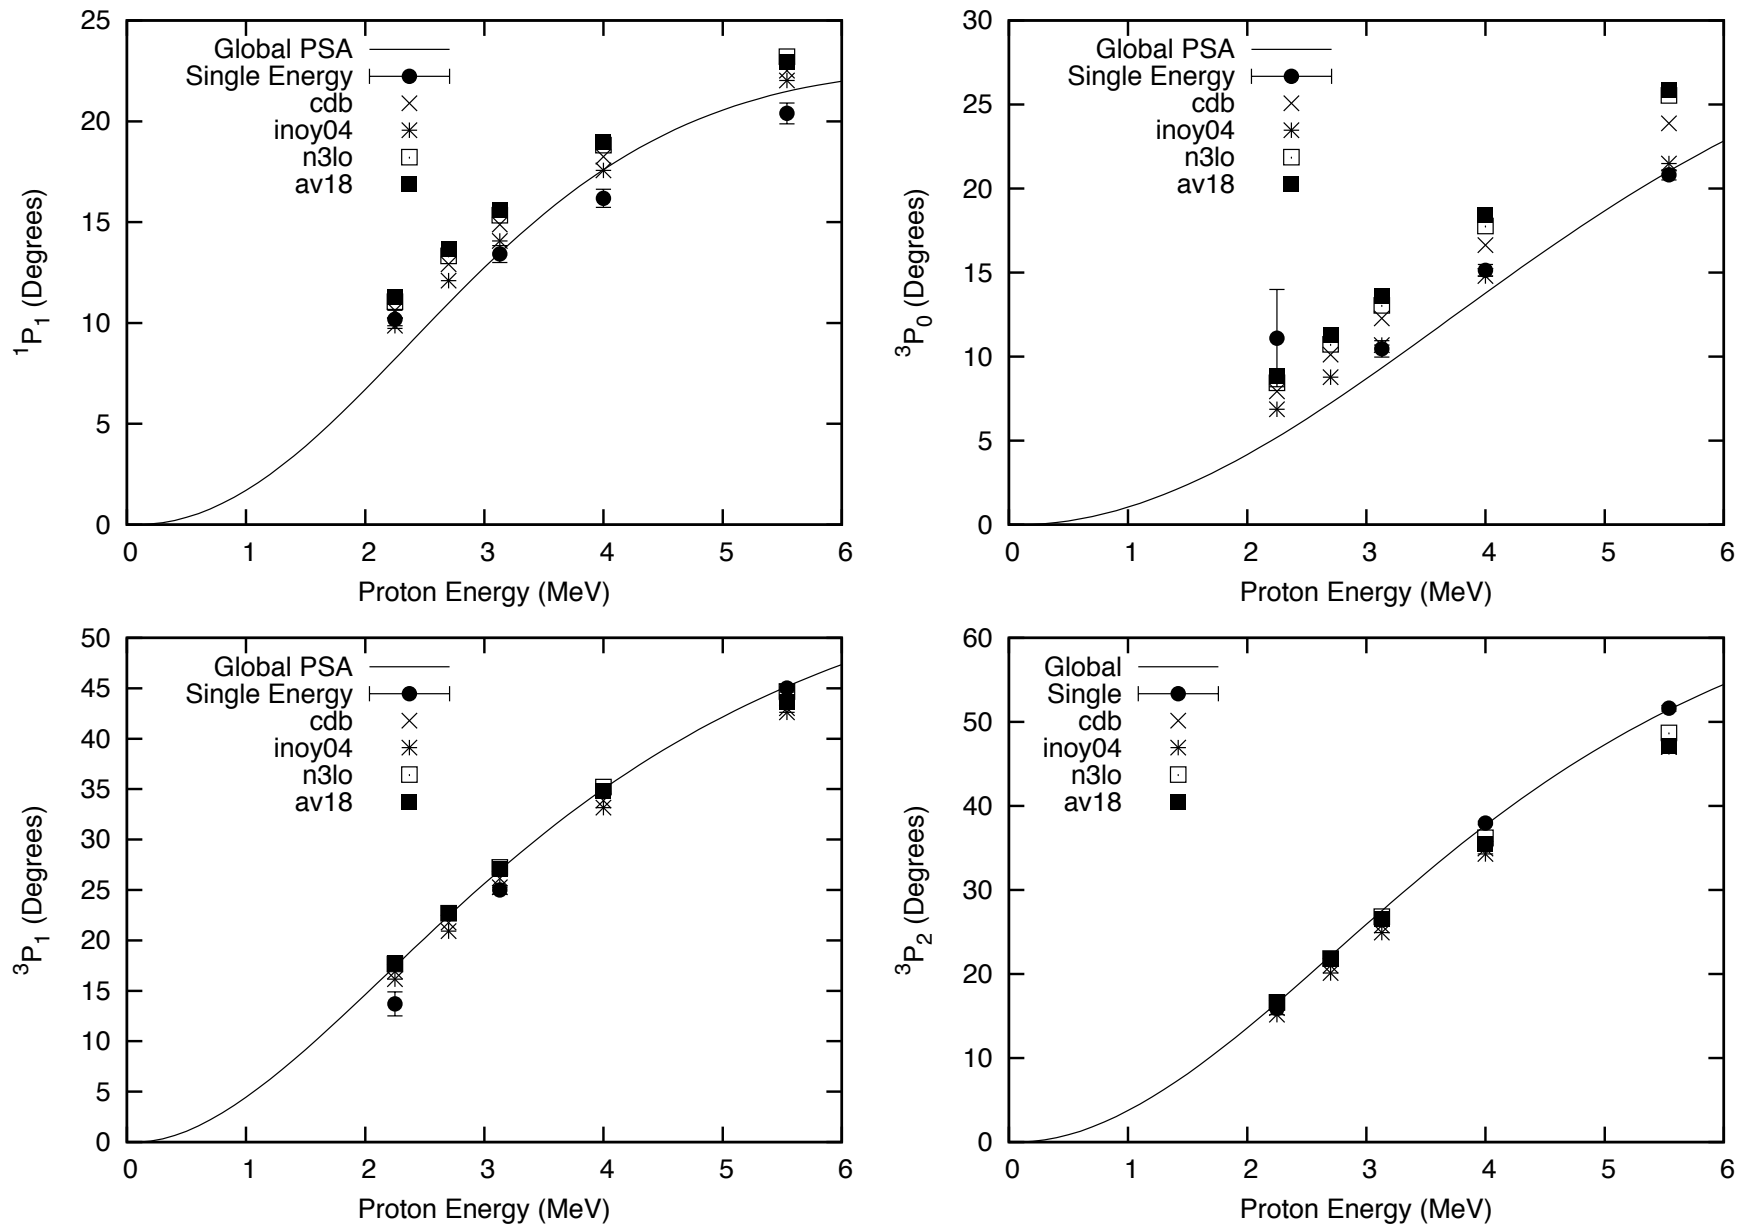 25
20
15
10
5
0
0 1 2 3 4 5 6
¹P₁ (Degrees)
Proton Energy (MeV)
Global PSA
Single Energy
cdb
inoy04
n3lo
av18
30
25
20
15
10
5
0
0 1 2 3 4 5 6
³P₀ (Degrees)
Proton Energy (MeV)
Global PSA
Single Energy
cdb
inoy04
n3lo
av18
50
45
40
35
30
25
20
15
10
5
0
0 1 2 3 4 5 6
³P₁ (Degrees)
Proton Energy (MeV)
Global PSA
Single Energy
cdb
inoy04
n3lo
av18
60
50
40
30
20
10
0
0 1 2 3 4 5 6
³P₂ (Degrees)
Proton Energy (MeV)
Global
Single
cdb
inoy04
n3lo
av18